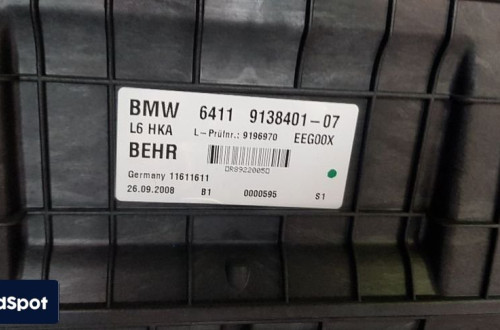 BMW 6411 9138401-07
L6 HKA L-Prüfnr.: 9196970 EEG00X
BEHR
DR8922005D
Germany 11611611
26.09.2008 B1 0000595 S1
dSpot